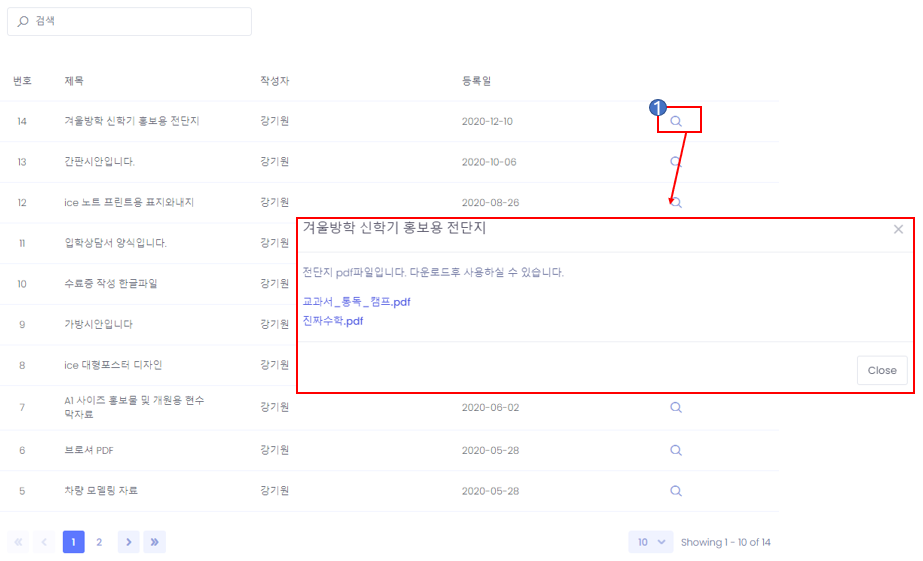 검색
번호 제목 작성자 등록일
14 겨울방학 신학기 홍보용 전단지 강기원 2020-12-10
1
13 간판시안입니다. 강기원 2020-10-06
12 ice 노트 프린트용 표지와내지 강기원 2020-08-26
11 입학상담서 양식입니다. 강기원
10 수료증 작성 한글파일 강기원
9 가방시안입니다 강기원
8 ice 대형포스터 디자인 강기원
겨울방학 신학기 홍보용 전단지
전단지 pdf파일입니다. 다운로드후 사용하실 수 있습니다.
교과서_통독_캠프.pdf
진짜수학.pdf
Close
7 A1 사이즈 홍보물 및 개원용 현수
막자료 강기원 2020-06-02
6 브로셔 PDF 강기원 2020-05-28
5 차량 모델링 자료 강기원 2020-05-28
« ‹ 1 2 › » 10 Showing 1 - 10 of 14